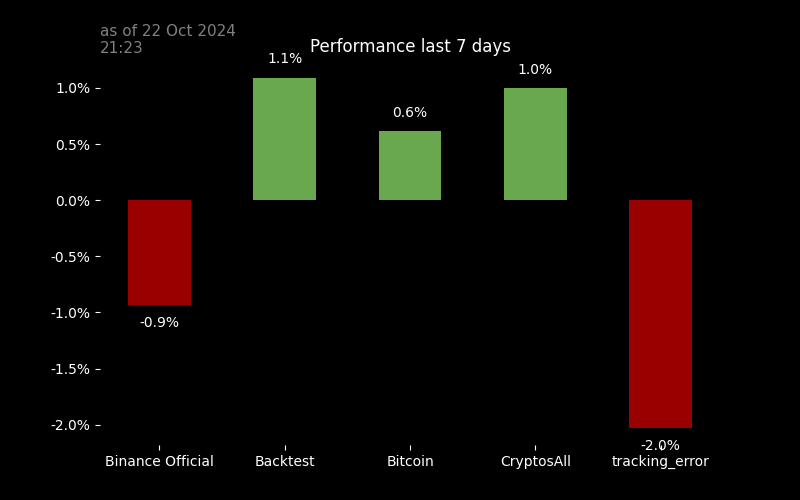 as of 22 Oct 2024
21:23
Performance last 7 days
1.1%
1.0%
0.6%
-0.9%
-2.0%
1.0%
0.5%
0.0%
-0.5%
-1.0%
-1.5%
-2.0%
Binance Official
Backtest
Bitcoin
CryptosAll
tracking_error